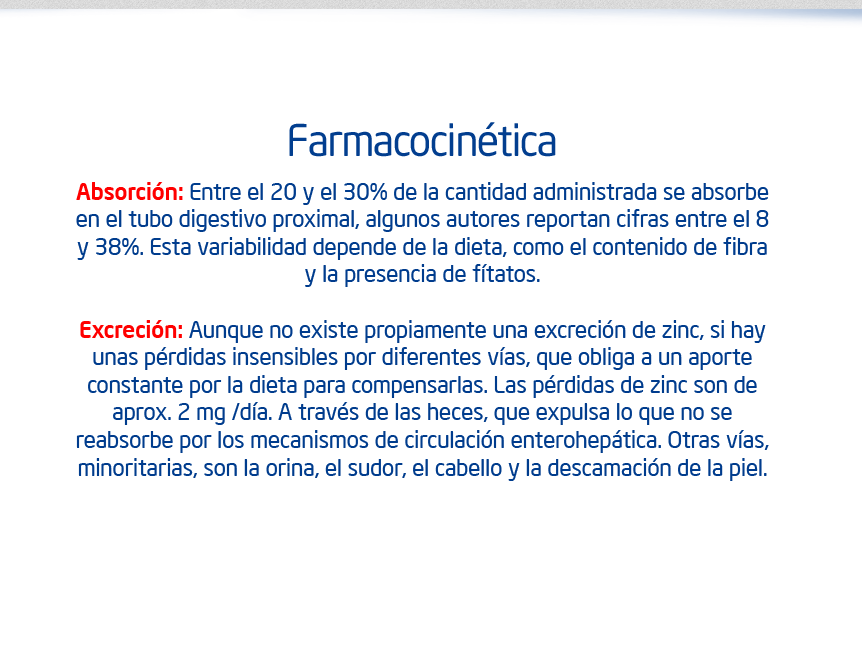 Farmacocinética
Absorción: Entre el 20 y el 30% de la cantidad administrada se absorbe
en el tubo digestivo proximal, algunos autores reportan cifras entre el 8
y 38%. Esta variabilidad depende de la dieta, como el contenido de fibra
y la presencia de fítatos.
Excreción: Aunque no existe propiamente una excreción de zinc, si hay
unas pérdidas insensibles por diferentes vías, que obliga a un aporte
constante por la dieta para compensarlas. Las pérdidas de zinc son de
aprox. 2 mg /día. A través de las heces, que expulsa lo que no se
reabsorbe por los mecanismos de circulación enterohepática. Otras vías,
minoritarias, son la orina, el sudor, el cabello y la descamación de la piel.